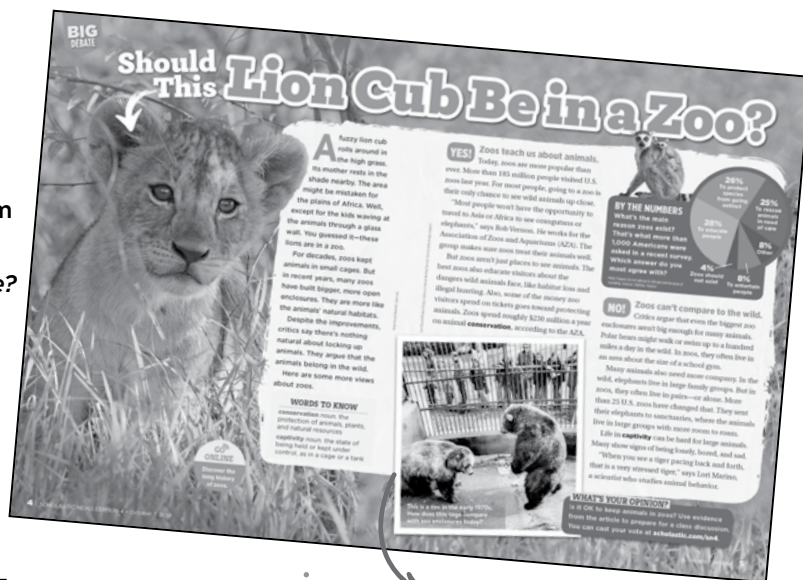 m
e?
BIG
DEBATE
Should
This
Lion Cub Be in a Zoo?
A fuzzy lion cub
rolls around in
the high grass.
Its mother rests in the
shade nearby. The area
might be mistaken for
the plains of Africa. Well,
except for the kids waving at
the animals through a glass
wall. You guessed it—these
lions are in a zoo.
For decades, zoos kept
animals in small cages. But
in recent years, many zoos
have built bigger, more open
enclosures. They are more like
the animals' natural habitats.
Despite the improvements,
critics say there's nothing
natural about locking up
animals. They argue that the
animals belong in the wild.
Here are some more views
about zoos.
WORDS TO KNOW
conservation noun: the
protection of animals, plants,
and natural resources
captivity noun: the state of
being held or kept under
control, as in a cage or a tank
GO
ONLINE
Discover the
long history
of zoos.
YES!
Zoos teach us about animals.
Today, zoos are more popular than
ever. More than 183 million people visited U.S.
zoos last year. For most people, going to a zoo is
their only chance to see wild animals up close.
"Most people won't have the opportunity to
travel to Asia or Africa to see orangutans or
elephants," says Rob Vernon. He works for the
Association of Zoos and Aquariums (AZA). The
group makes sure zoos treat their animals well.
But zoos aren't just places to see animals. The
best zoos also educate visitors about the
dangers wild animals face, like habitat loss and
illegal hunting. Also, some of the money zoo
visitors spend on tickets goes toward protecting
animals. Zoos spend roughly $230 million a year
on animal conservation, according to the AZA.
This is a zoo in the early 1970s.
How does this cage compare
with zoo enclosures today?
BY THE NUMBERS
What's the main
reason zoos exist?
That's what more than
1,000 Americans were
asked in a recent survey.
Which answer do you
most agree with?
26%
To protect
species from
going extinct
25%
To rescue
animals
in need
of care
8%
Other
8%
To entertain
people
4%
Zoos should
not exist
28%
To educate
people
NO!
Zoos can't compare to the wild.
Critics argue that even the biggest zoo
enclosures aren't big enough for many animals.
Polar bears might walk or swim up to a hundred
miles a day in the wild. In zoos, they often live in
an area about the size of a school gym.
Many animals also need more company. In the
wild, elephants live in large family groups. But in
zoos, they often live in pairs—or alone. More
than 25 U.S. zoos have changed that. They sent
their elephants to sanctuaries, where the animals
live in large groups with more room to roam.
Life in captivity can be hard for large animals.
Many show signs of being lonely, bored, and sad.
"When you see a tiger pacing back and forth,
that is a very stressed tiger," says Lori Marino,
a scientist who studies animal behavior.
WHAT'S YOUR OPINION?
Is it OK to keep animals in zoos? Use evidence
from the article to prepare for a class discussion.
You can cast your vote at scholastic.com/sn4.
4 SCHOLASTIC NEWS EDITION 4